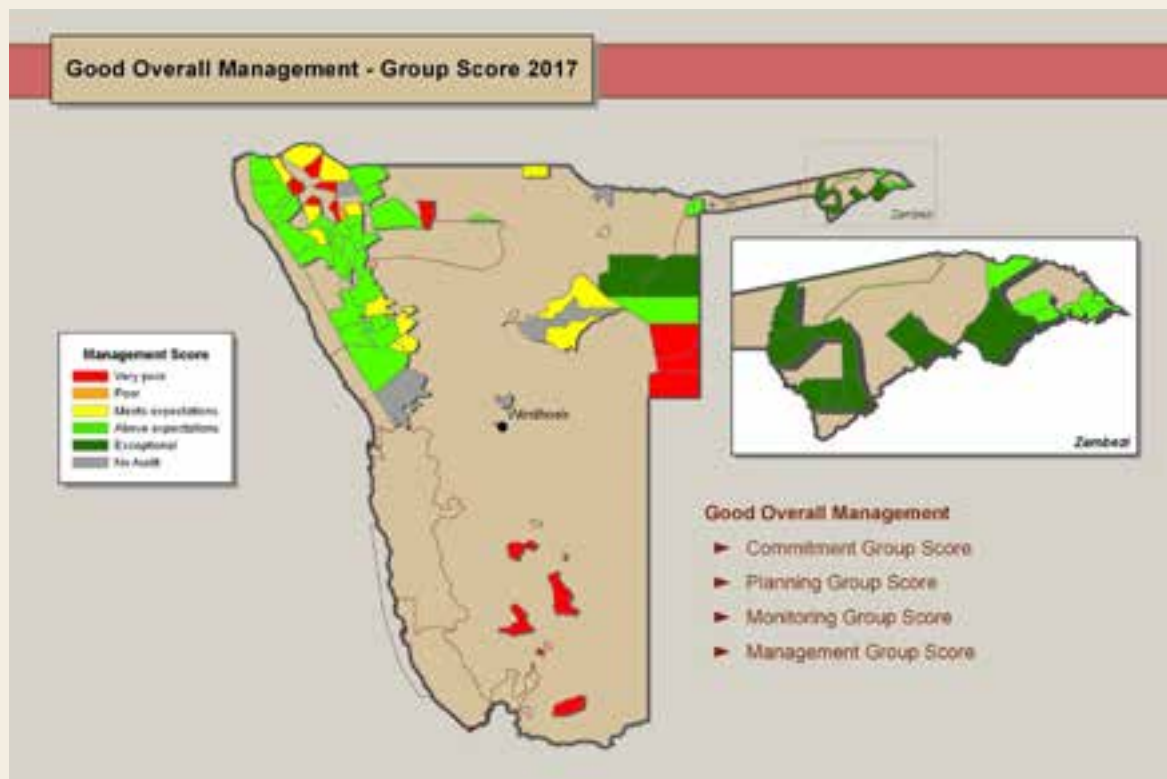 Good Overall Management - Group Score 2017
Zambezi
Management Score
Very poor
Poor
Meets expectations
Above expectations
Exceptional
No Audit
Windhoek
Zambezi
Good Overall Management
► Commitment Group Score
► Planning Group Score
► Monitoring Group Score
► Management Group Score